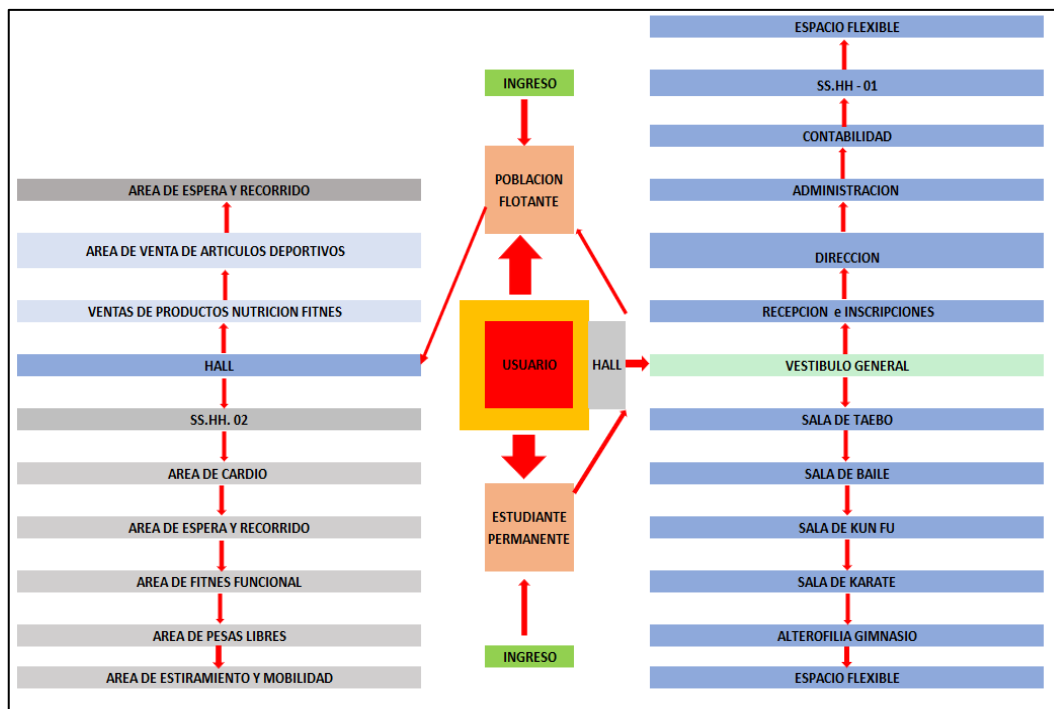 AREA DE ESPERA Y RECORRIDO
AREA DE VENTA DE ARTICULOS DEPORTIVOS
VENTAS DE PRODUCTOS NUTRICION FITNES
HALL
SS.HH. 02
AREA DE CARDIO
AREA DE ESPERA Y RECORRIDO
AREA DE FITNES FUNCIONAL
AREA DE PESAS LIBRES
AREA DE ESTIRAMIENTO Y MOBILIDAD
INGRESO
POBLACION
FLOTANTE
USUARIO
HALL
ESTUDIANTE
PERMANENTE
INGRESO
ESPACIO FLEXIBLE
SS.HH - 01
CONTABILIDAD
ADMINISTRACION
DIRECCION
RECEPCION e INSCRIPCIONES
VESTIBULO GENERAL
SALA DE TAEBO
SALA DE BAILE
SALA DE KUN FU
SALA DE KARATE
ALTEROFILIA GIMNASIO
ESPACIO FLEXIBLE